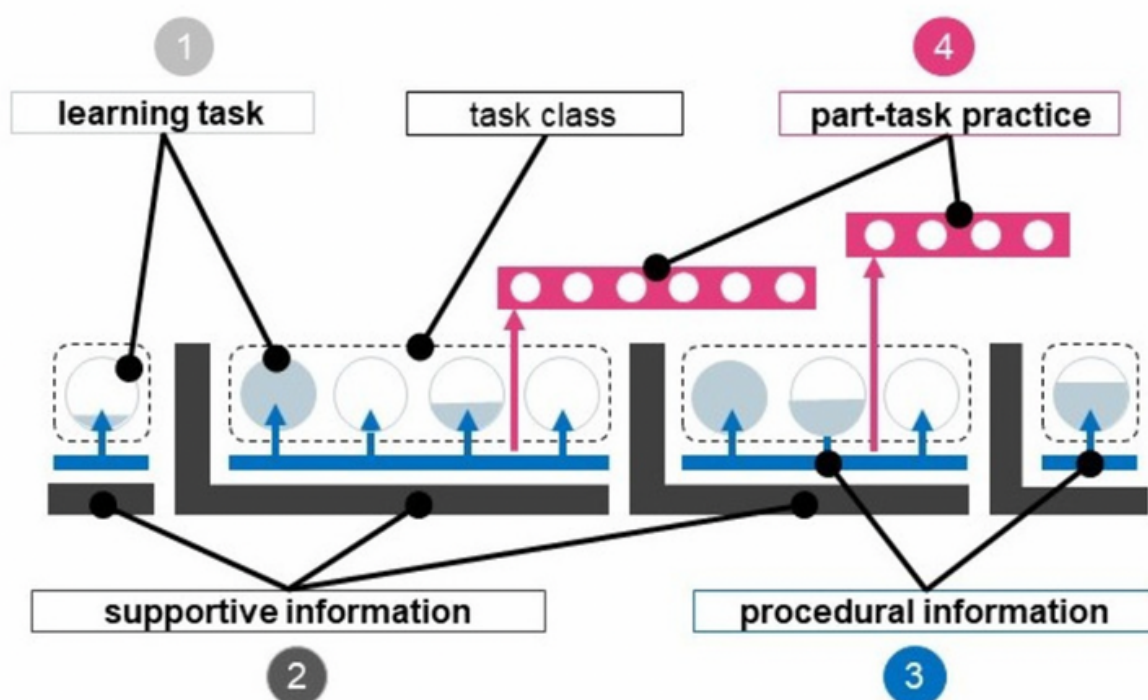 1
4
learning task
task class
part-task practice
supportive information
procedural information
2
3